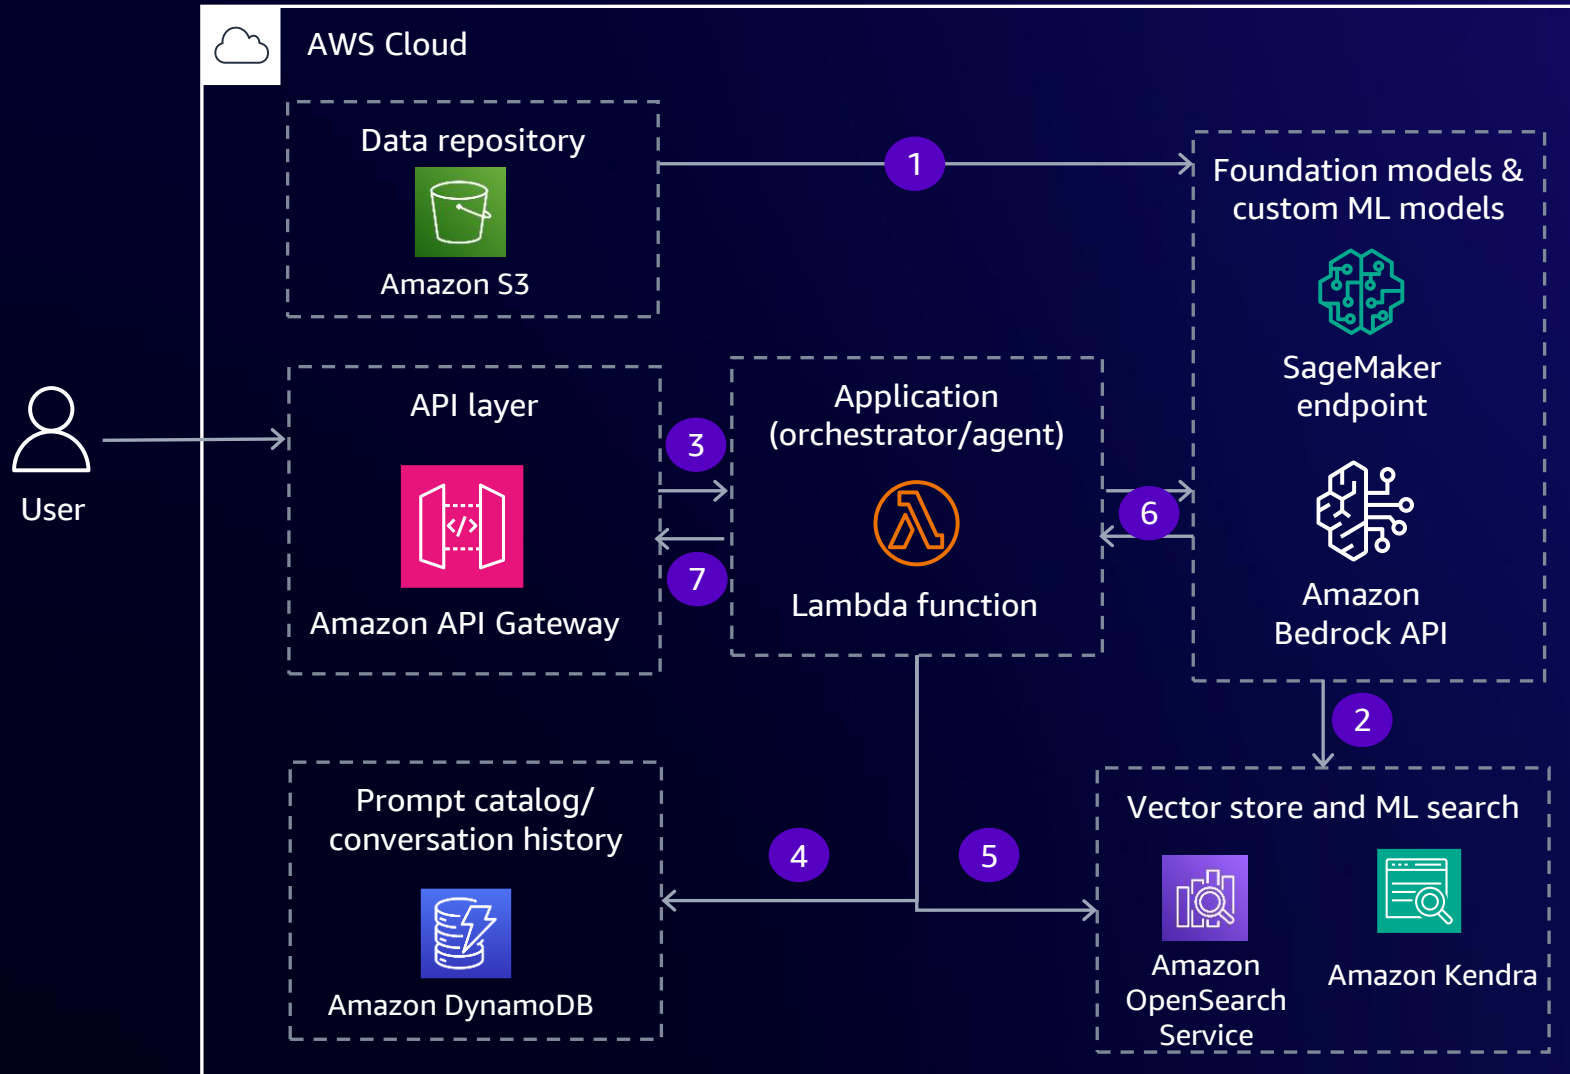 AWS Cloud
Data repository
Amazon S3
1
Foundation models &
custom ML models
SageMaker
endpoint
Amazon
Bedrock API
User
API layer
</>
Amazon API Gateway
3
7
Application
(orchestrator/agent)
Lambda function
6
2
Prompt catalog/
conversation history
Amazon DynamoDB
4
5
Vector store and ML search
Amazon
OpenSearch
Service
Amazon Kendra